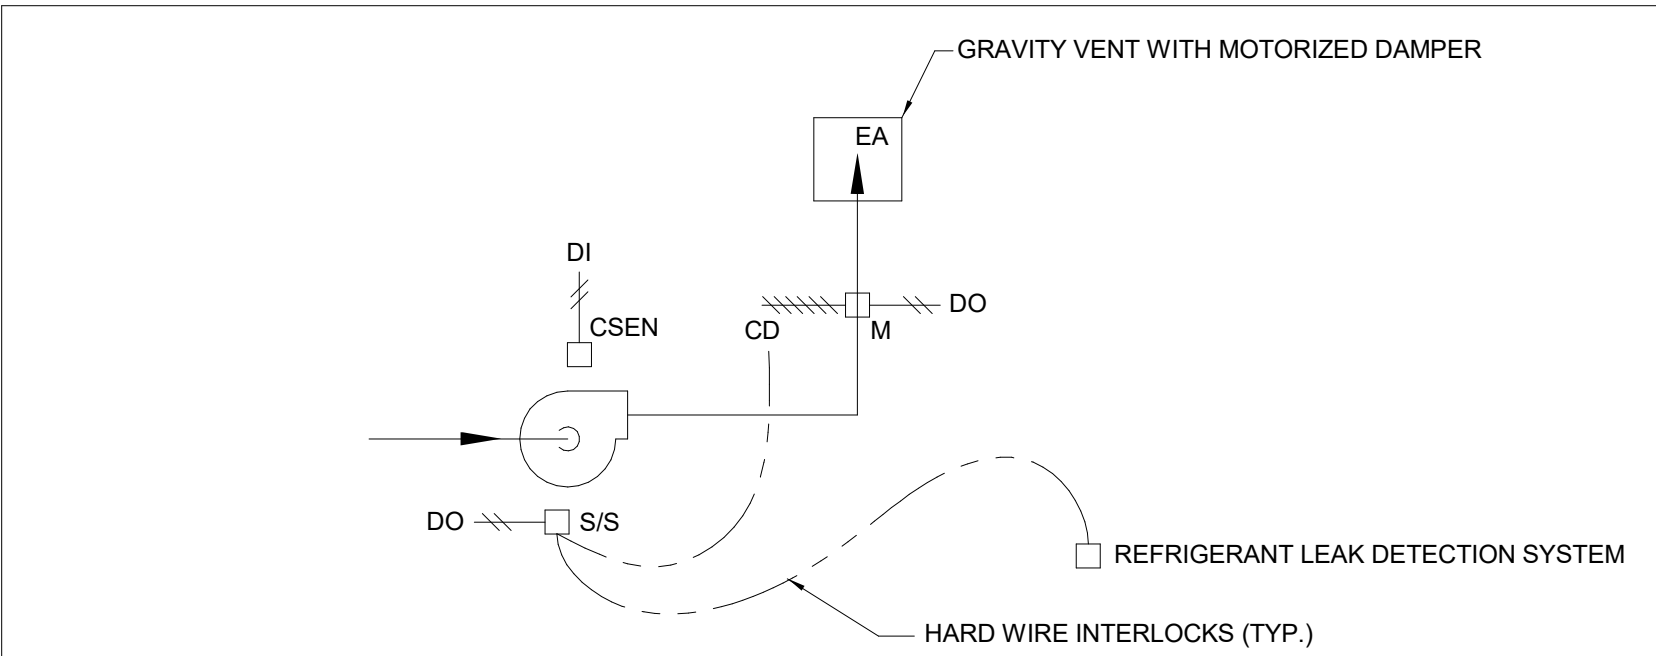 GRAVITY VENT WITH MOTORIZED DAMPER
EA
DI
CSEN
DO
CD
M
DO
S/S
REFRIGERANT LEAK DETECTION SYSTEM
HARD WIRE INTERLOCKS (TYP.)